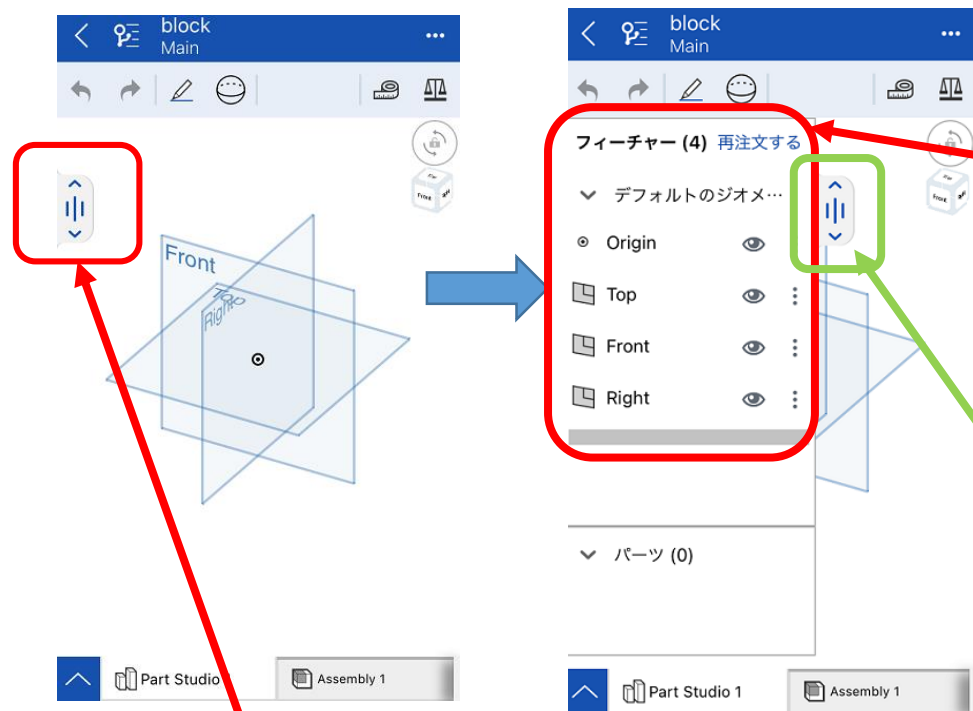 block
Main
Front
Top
Right
Front
Part Studio
Assembly 1
block
Main
フィーチャー (4) 再注文する
デフォルトのジオメ…
Origin
Top
Front
Right
Front
パーツ (0)
Part Studio 1
Assembly 1